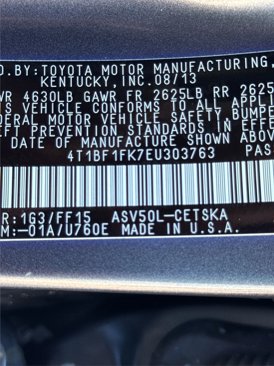 D.BY:TOYOTA MOTOR MANUFACTURING,
KENTUCKY,INC.08/13
WR 4630LB GAWR FR 2625LB RR 2625
IS VEHICLE CONFORMS TO ALL APPLI
DERAL MOTOR VEHICLE SAFETY BUMPE
EFT PREVENTION STANDARDS IN EFFE
DATE OF MANUFACTURE SHOWN ABOVE
4T1BF1FK7EU303763 PAS
R:1G3/FF15 ASV50L-CETSKA
M:-01A/U760E MADE IN U.S.A.